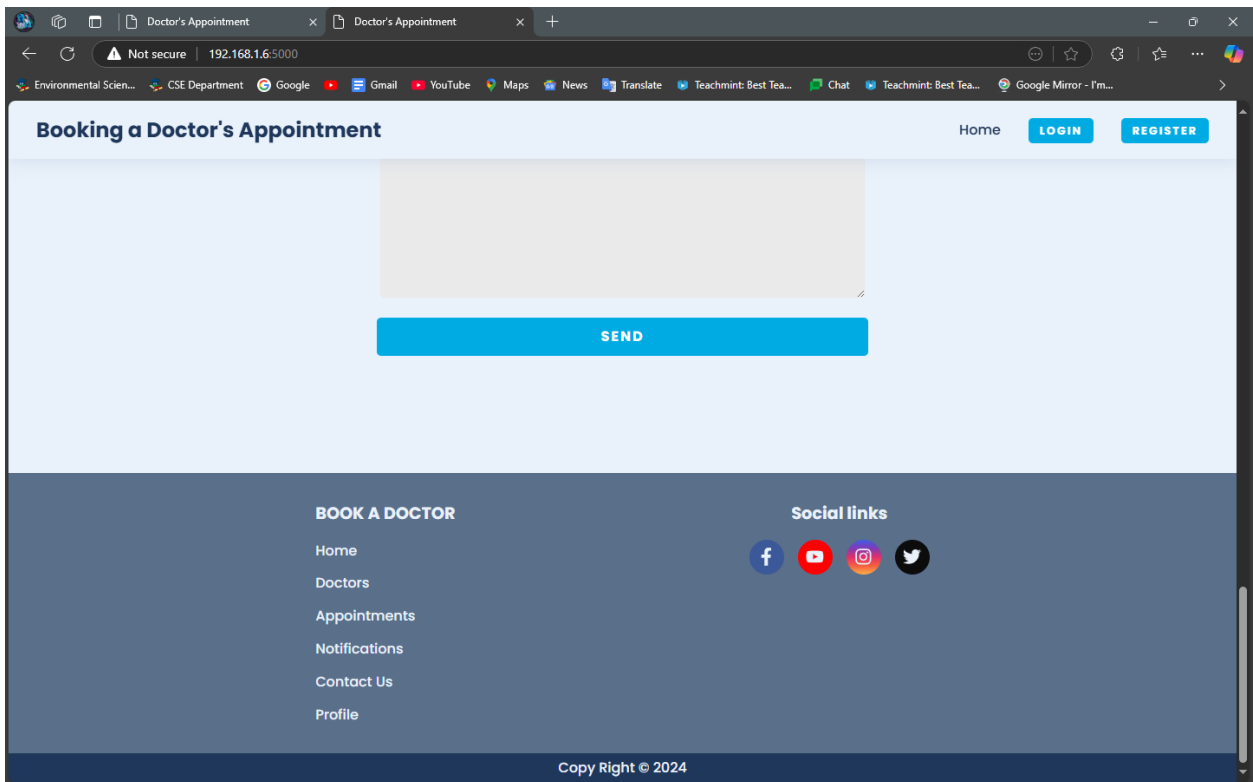 Doctor's Appointment Doctor's Appointment
Not secure 192.168.1.6:5000
Environmental Scien... CSE Department Google Gmail YouTube Maps News Translate Teachmint: Best Tea... Chat Teachmint: Best Tea... Google Mirror - I'm...
Booking a Doctor's Appointment Home LOGIN REGISTER
SEND
BOOK A DOCTOR Social links
Home
Doctors
Appointments
Notifications
Contact Us
Profile
Copy Right © 2024